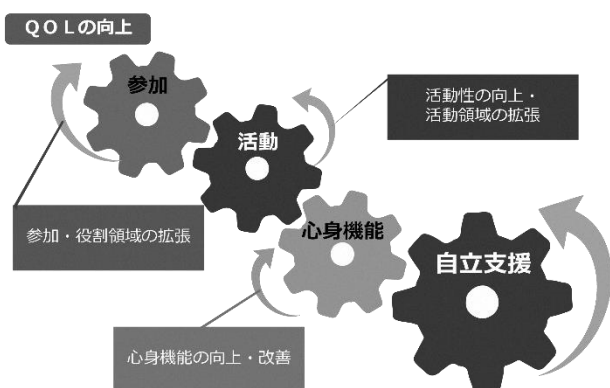 QOLの向上
参加
活動
活動性の向上・
活動領域の拡張
心身機能
参加・役割領域の拡張
自立支援
心身機能の向上・改善